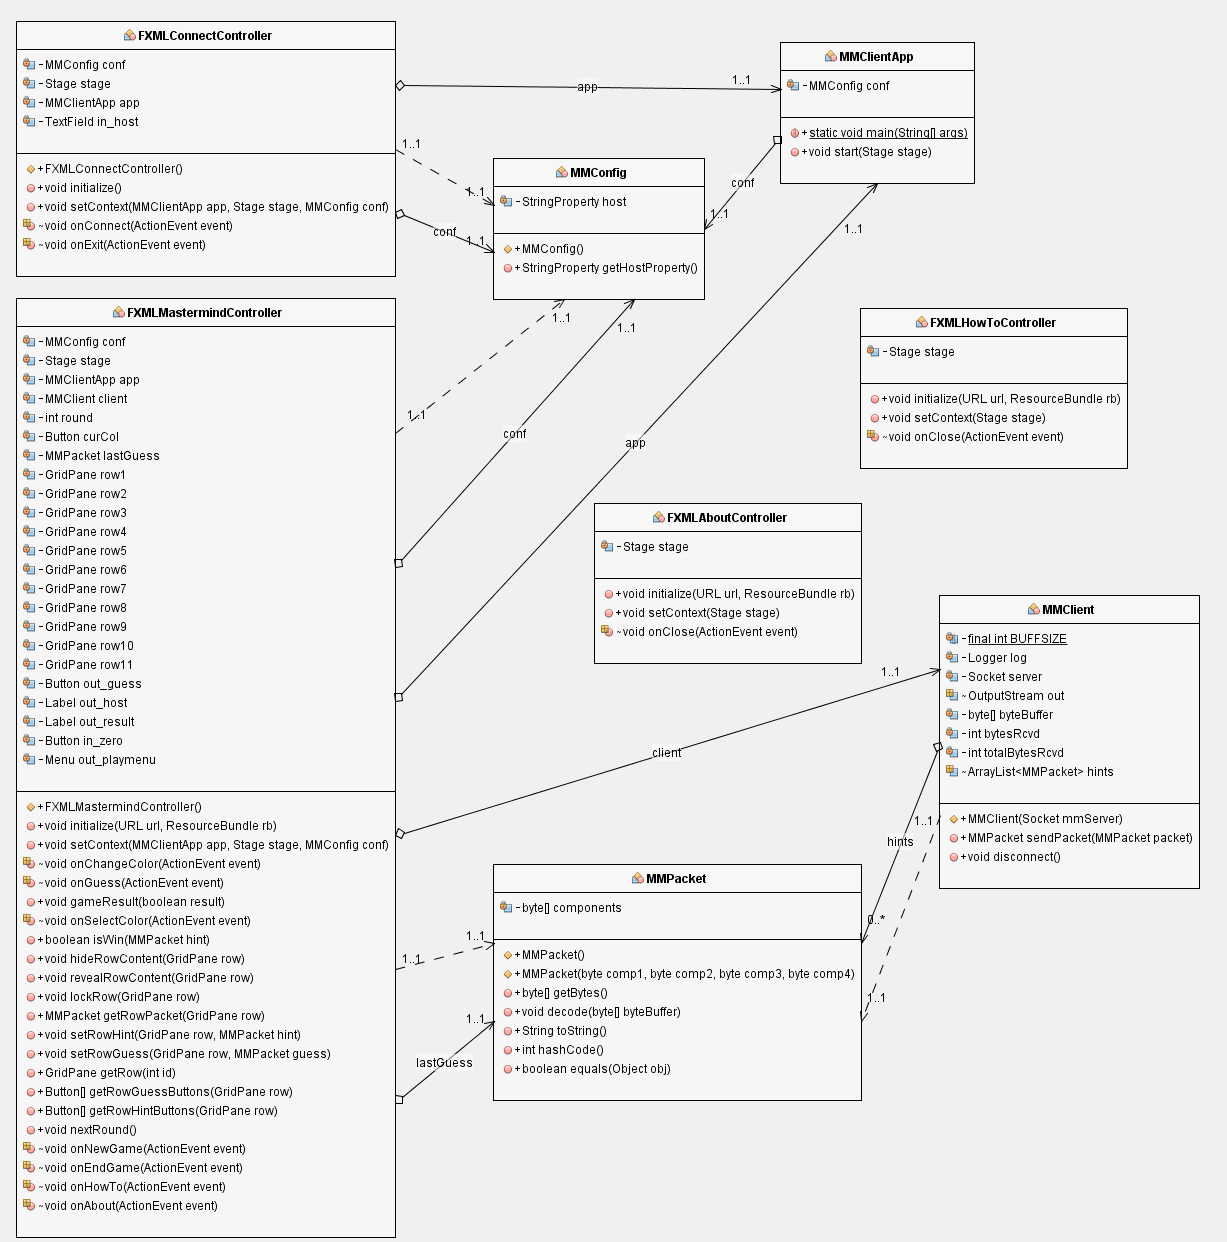 FXMLConnectController
-MMConfig conf
-Stage stage
-MMClientApp app
-TextField in_host
+FXMLConnectController()
+void initialize()
+void setContext(MMClientApp app, Stage stage, MMConfig conf)
~void onConnect(ActionEvent event)
~void onExit(ActionEvent event)
app
1..1
MMClientApp
-MMConfig conf
+static void main(String[] args)
+void start(Stage stage)
1..1
1..1
conf
1..1
MMConfig
-StringProperty host
+MMConfig()
+StringProperty getHostProperty()
conf
1..1
1..1
FXMLMastermindController
-MMConfig conf
-Stage stage
-MMClientApp app
-MMClient client
-int round
-Button curCol
-MMPacket lastGuess
-GridPane row1
-GridPane row2
-GridPane row3
-GridPane row4
-GridPane row5
-GridPane row6
-GridPane row7
-GridPane row8
-GridPane row9
-GridPane row10
-GridPane row11
-Button out_guess
-Label out_host
-Label out_result
-Button in_zero
-Menu out_playmenu
+FXMLMastermindController()
+void initialize(URL url, ResourceBundle rb)
+void setContext(MMClientApp app, Stage stage, MMConfig conf)
~void onChangeColor(ActionEvent event)
~void onGuess(ActionEvent event)
+void gameResult(boolean result)
~void onSelectColor(ActionEvent event)
+boolean isWin(MMPacket hint)
+void hideRowContent(GridPane row)
+void revealRowContent(GridPane row)
+void lockRow(GridPane row)
+MMPacket getRowPacket(GridPane row)
+void setRowHint(GridPane row, MMPacket hint)
+void setRowGuess(GridPane row, MMPacket guess)
+GridPane getRow(int id)
+Button[] getRowGuessButtons(GridPane row)
+Button[] getRowHintButtons(GridPane row)
+void nextRound()
~void onNewGame(ActionEvent event)
~void onEndGame(ActionEvent event)
~void onHowTo(ActionEvent event)
~void onAbout(ActionEvent event)
1..1
1..1
1..1
conf
app
1..1
FXMLHowToController
-Stage stage
+void initialize(URL url, ResourceBundle rb)
+void setContext(Stage stage)
~void onClose(ActionEvent event)
FXMLAboutController
-Stage stage
+void initialize(URL url, ResourceBundle rb)
+void setContext(Stage stage)
~void onClose(ActionEvent event)
MMClient
-final int BUFFSIZE
-Logger log
-Socket server
~OutputStream out
-byte[] byteBuffer
-int bytesRcvd
-int totalBytesRcvd
~ArrayList<MMPacket> hints
+MMClient(Socket mmServer)
+MMPacket sendPacket(MMPacket packet)
+void disconnect()
1..1
client
1..1
hints
0..*
1..1
MMPacket
-byte[] components
+MMPacket()
+MMPacket(byte comp1, byte comp2, byte comp3, byte comp4)
+byte[] getBytes()
+void decode(byte[] byteBuffer)
+String toString()
+int hashCode()
+boolean equals(Object obj)
1..1
1..1
1..1
lastGuess